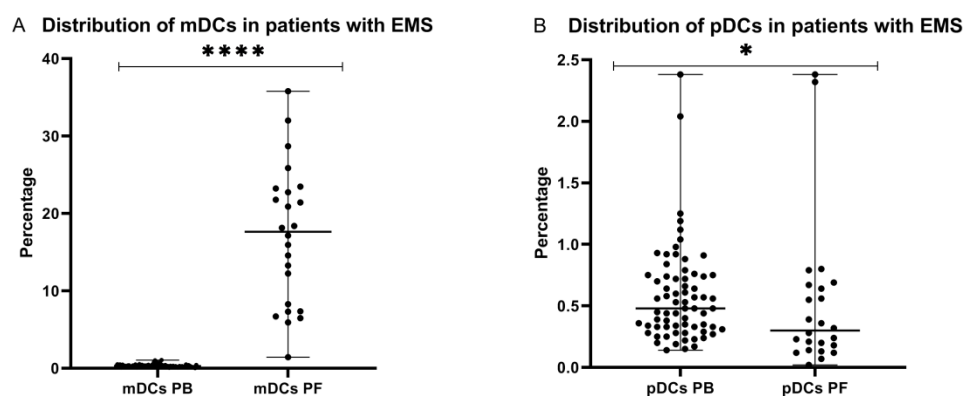 A Distribution of mDCs in patients with EMS
****
40
30
20
10
0
Percentage
mDCs PB mDCs PF
B Distribution of pDCs in patients with EMS
*
2.5
2.0
1.5
1.0
0.5
0.0
Percentage
pDCs PB pDCs PF